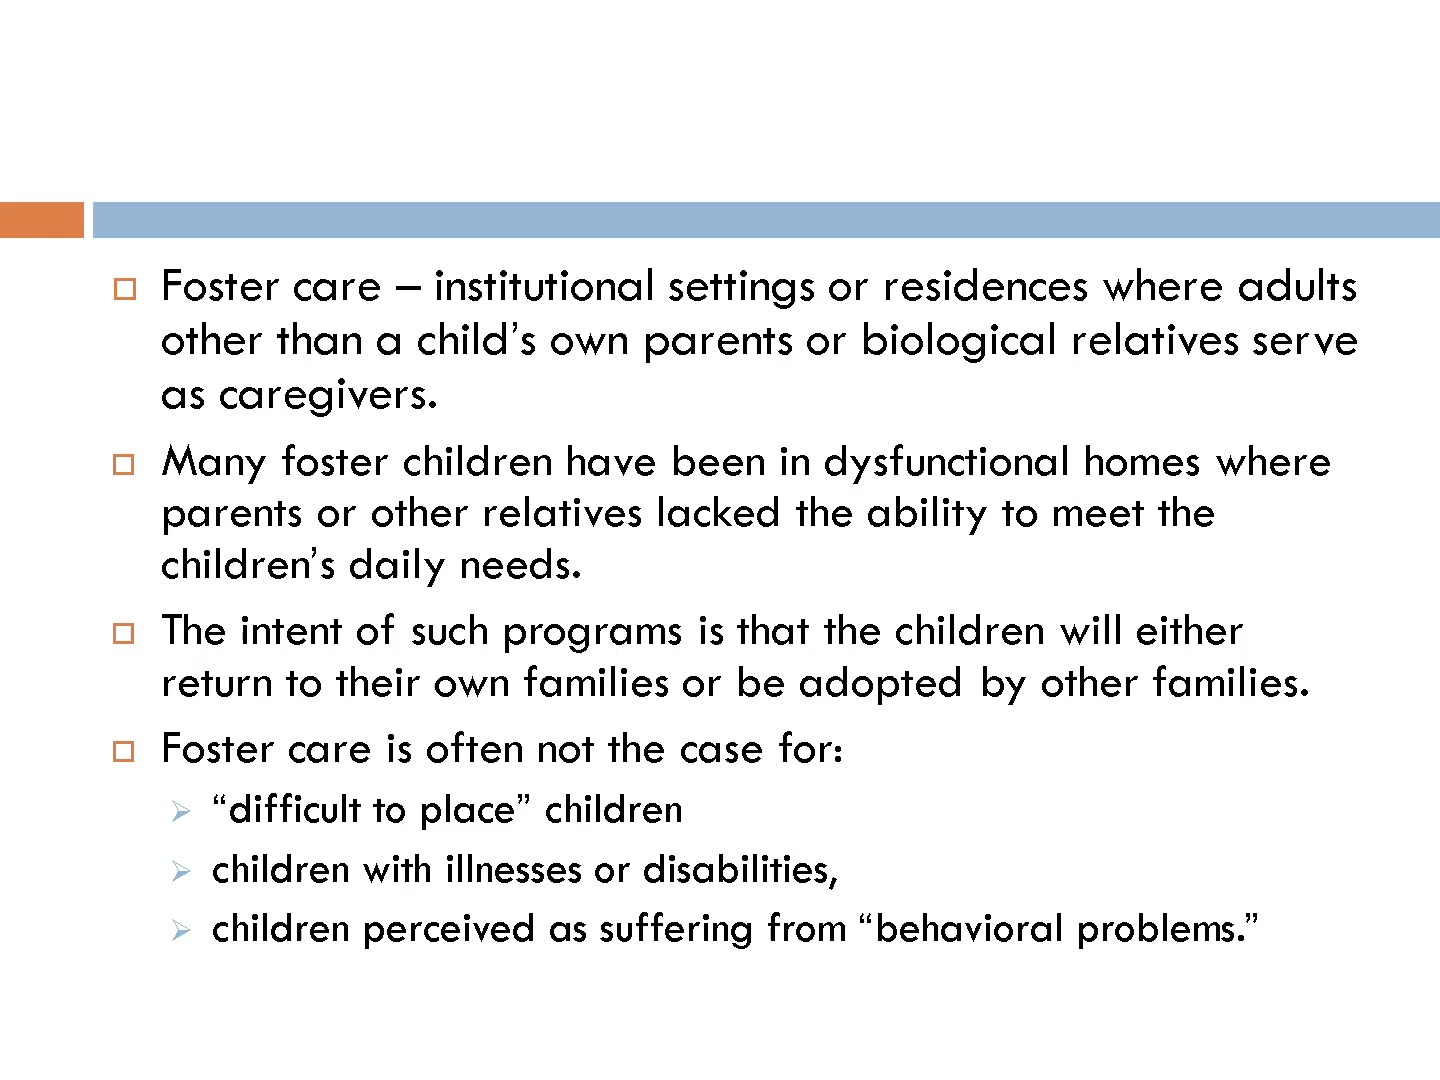 Foster care – institutional settings or residences where adults
other than a child’s own parents or biological relatives serve
as caregivers.
Many foster children have been in dysfunctional homes where
parents or other relatives lacked the ability to meet the
children’s daily needs.
The intent of such programs is that the children will either
return to their own families or be adopted by other families.
Foster care is often not the case for:
“difficult to place” children
children with illnesses or disabilities,
children perceived as suffering from “behavioral problems.”